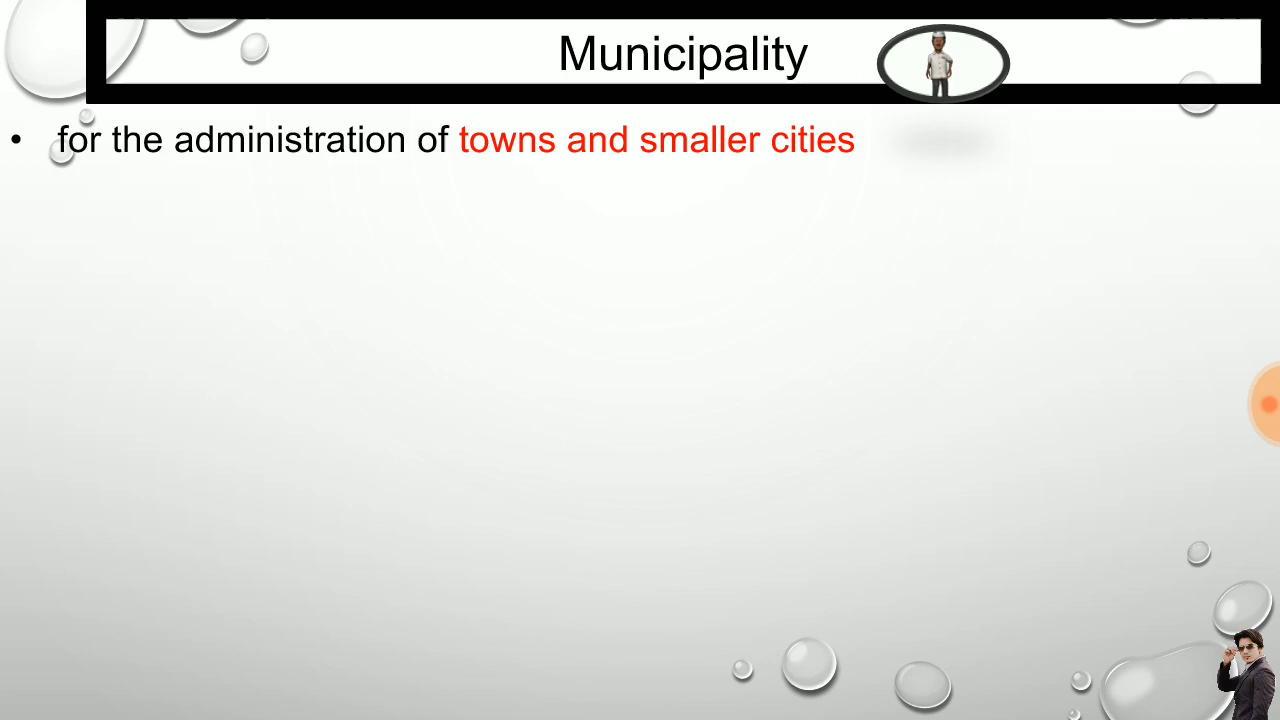 Municipality
• for the administration of towns and smaller cities